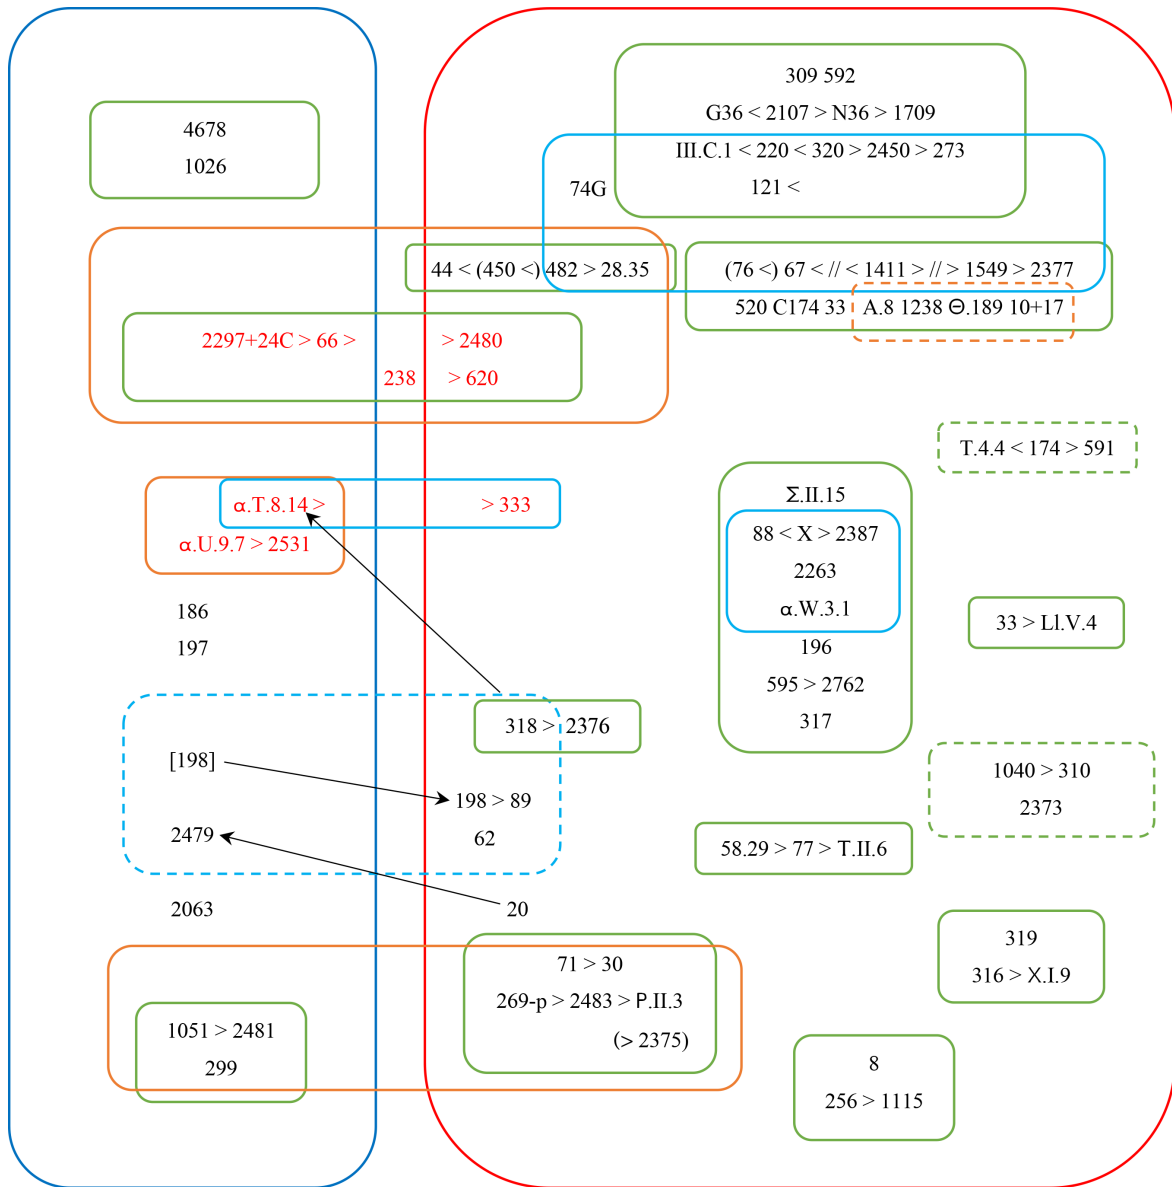 309 592
G36 < 2107 > N36 > 1709
III.C.1 < 220 < 320 > 2450 > 273
74G 121 <
4678
1026
44 < (450 <) 482 > 28.35
(76 <) 67 < // < 1411 > // > 1549 > 2377
520 C174 33 A.8 1238 Θ.189 10+17
2297+24C > 66 > > 2480
238 > 620
T.4.4 < 174 > 591
α.T.8.14 > > 333
α.U.9.7 > 2531
186
197
Σ.II.15
88 < X > 2387
2263
α.W.3.1
196
595 > 2762
317
33 > Ll.V.4
318 > 2376
[198]
198 > 89
2479
62
1040 > 310
2373
58.29 > 77 > T.II.6
2063
20
71 > 30
269-p > 2483 > P.II.3
(> 2375)
319
316 > X.I.9
1051 > 2481
299
8
256 > 1115